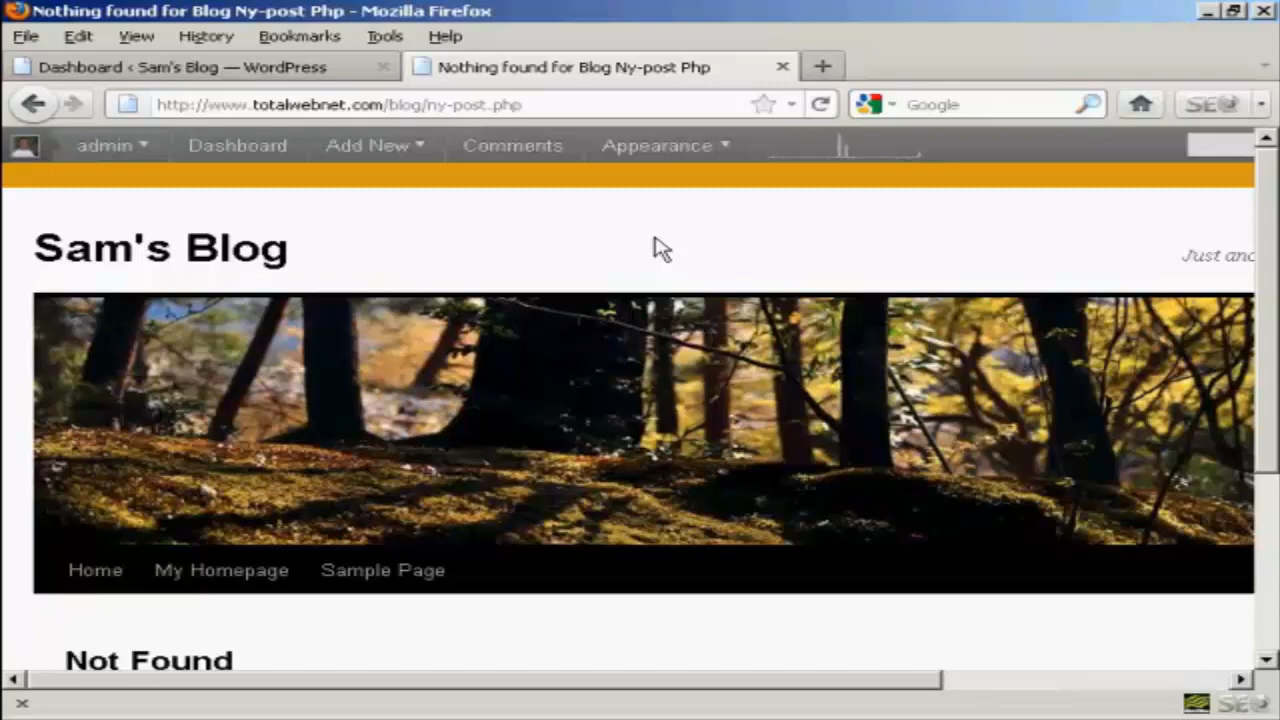 Nothing found for Blog Ny-post Php - Mozilla Firefox
File Edit View History Bookmarks Tools Help
Dashboard ‹ Sam's Blog — WordPress
Nothing found for Blog Ny-post Php
http://www.totalwebnet.com/blog/ny-post.php
Google
SEO
admin Dashboard Add New Comments Appearance
Sam's Blog
Just
Home My Homepage Sample Page
Not Found
SEO